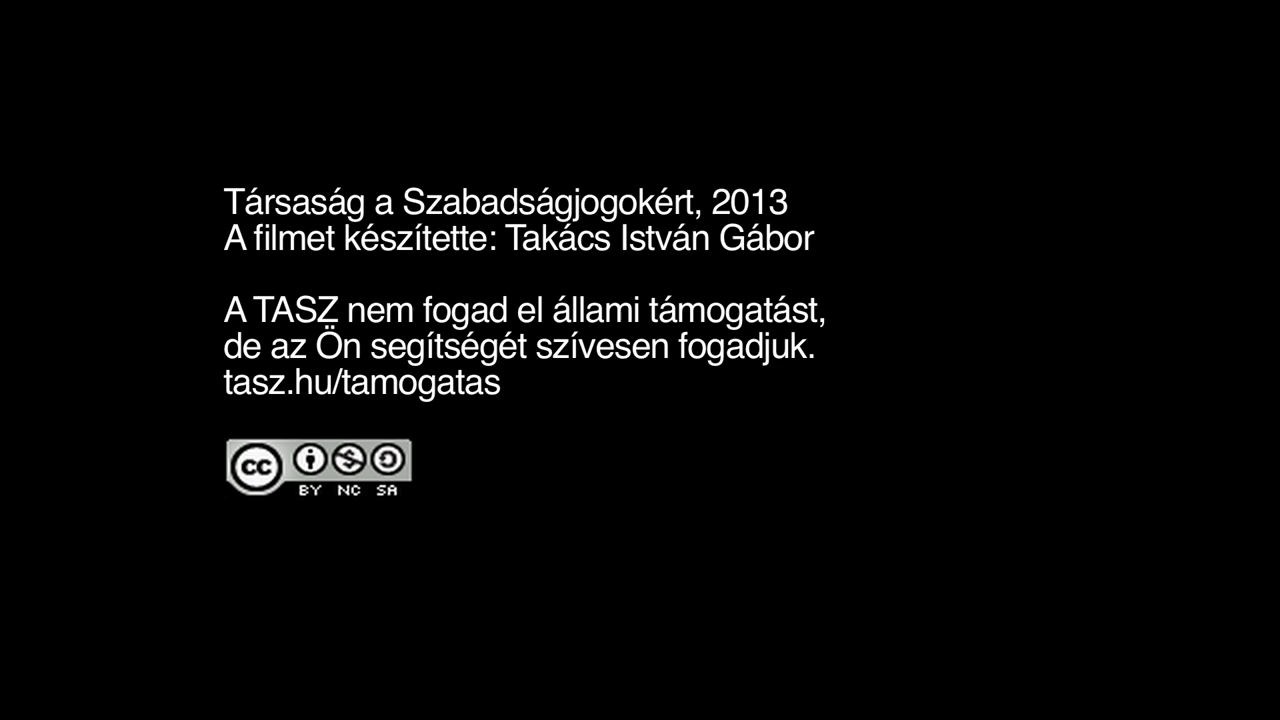 Társaság a Szabadságjogokért, 2013
A filmet készítette: Takács István Gábor
A TASZ nem fogad el állami támogatást,
de az Ön segítségét szívesen fogadjuk.
tasz.hu/tamogatas
cc BY NC SA